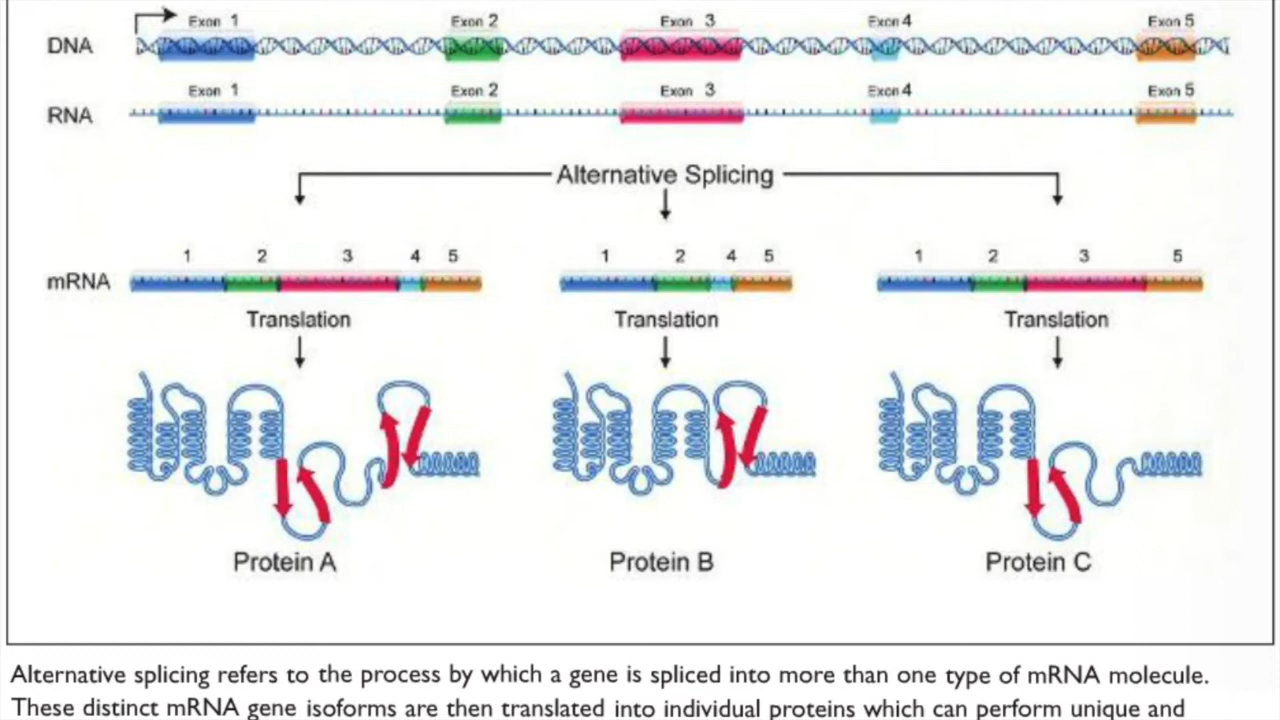 Exon 1 Exon 2 Exon 3 Exon 4 Exon 5
DNA
Exon 1 Exon 2 Exon 3 Exon 4 Exon 5
RNA
Alternative Splicing
1 2 3 4 5 1 2 4 5 1 2 3 5
mRNA
Translation Translation Translation
Protein A Protein B Protein C
Alternative splicing refers to the process by which a gene is spliced into more than one type of mRNA molecule.
These distinct mRNA gene isoforms are then translated into individual proteins which can perform unique and